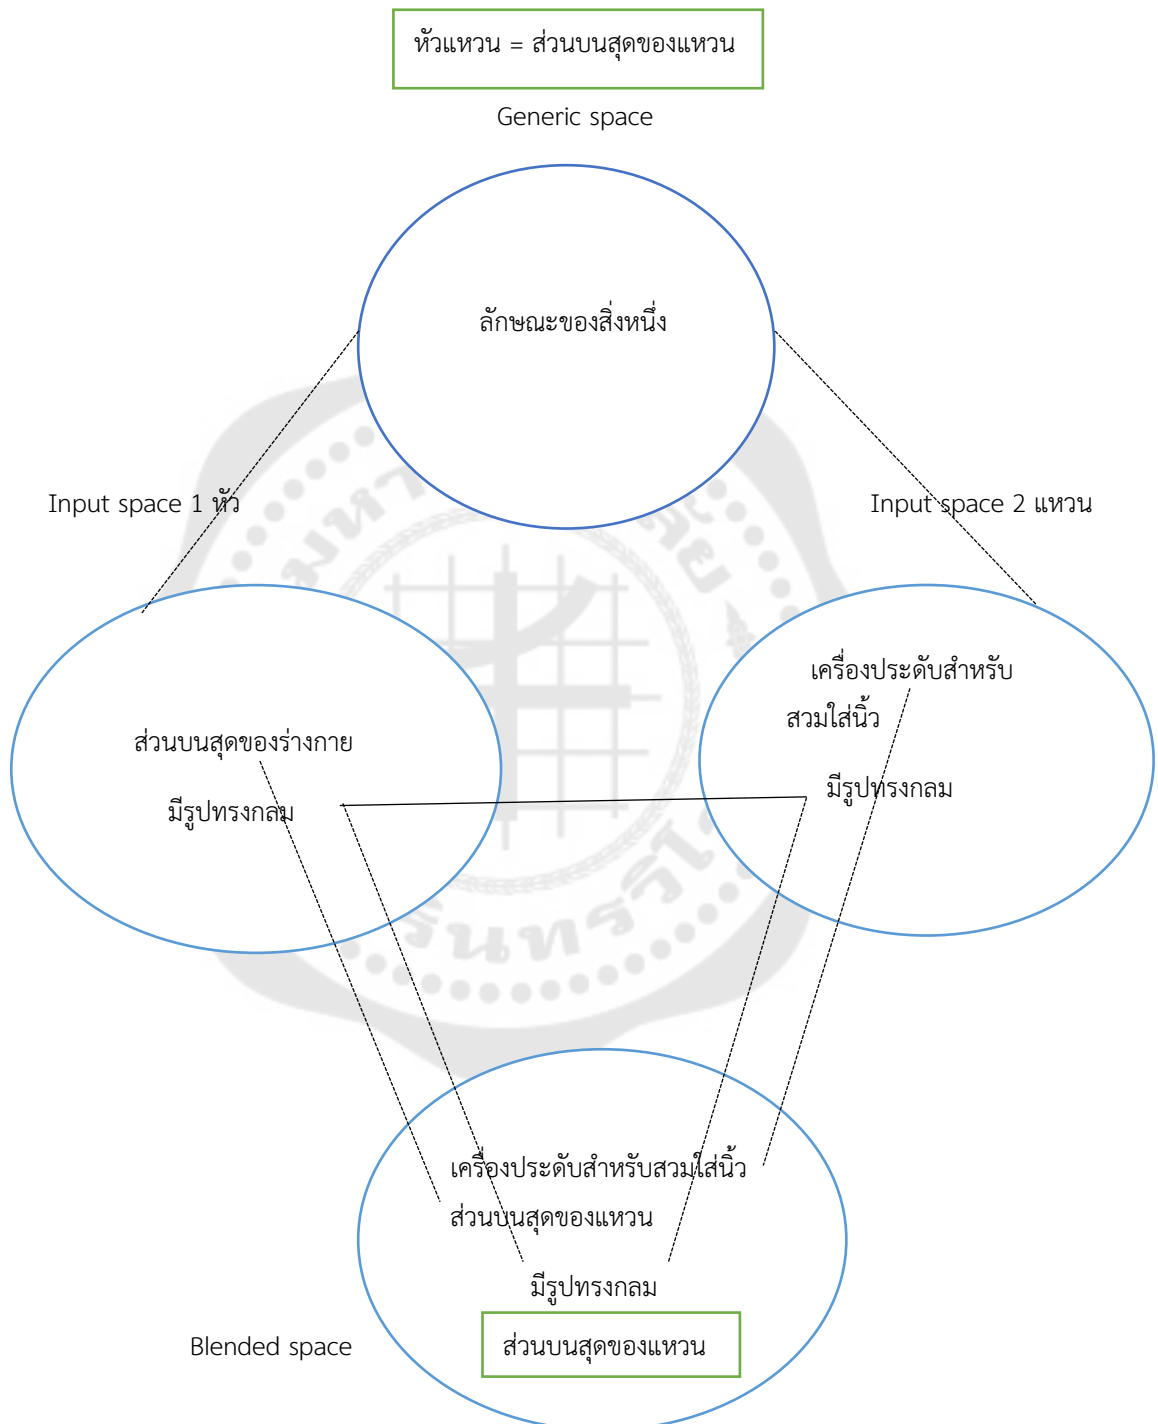 หัวแหวน = ส่วนบนสุดของแหวน
Generic space
ลักษณะของสิ่งหนึ่ง
Input space 1 หัว
Input space 2 แหวน
ส่วนบนสุดของร่างกาย
มีรูปทรงกลม
เครื่องประดับสำหรับ
สวมใส่นิ้ว
มีรูปทรงกลม
เครื่องประดับสำหรับสวมใส่นิ้ว
ส่วนบนสุดของแหวน
มีรูปทรงกลม
Blended space
ส่วนบนสุดของแหวน